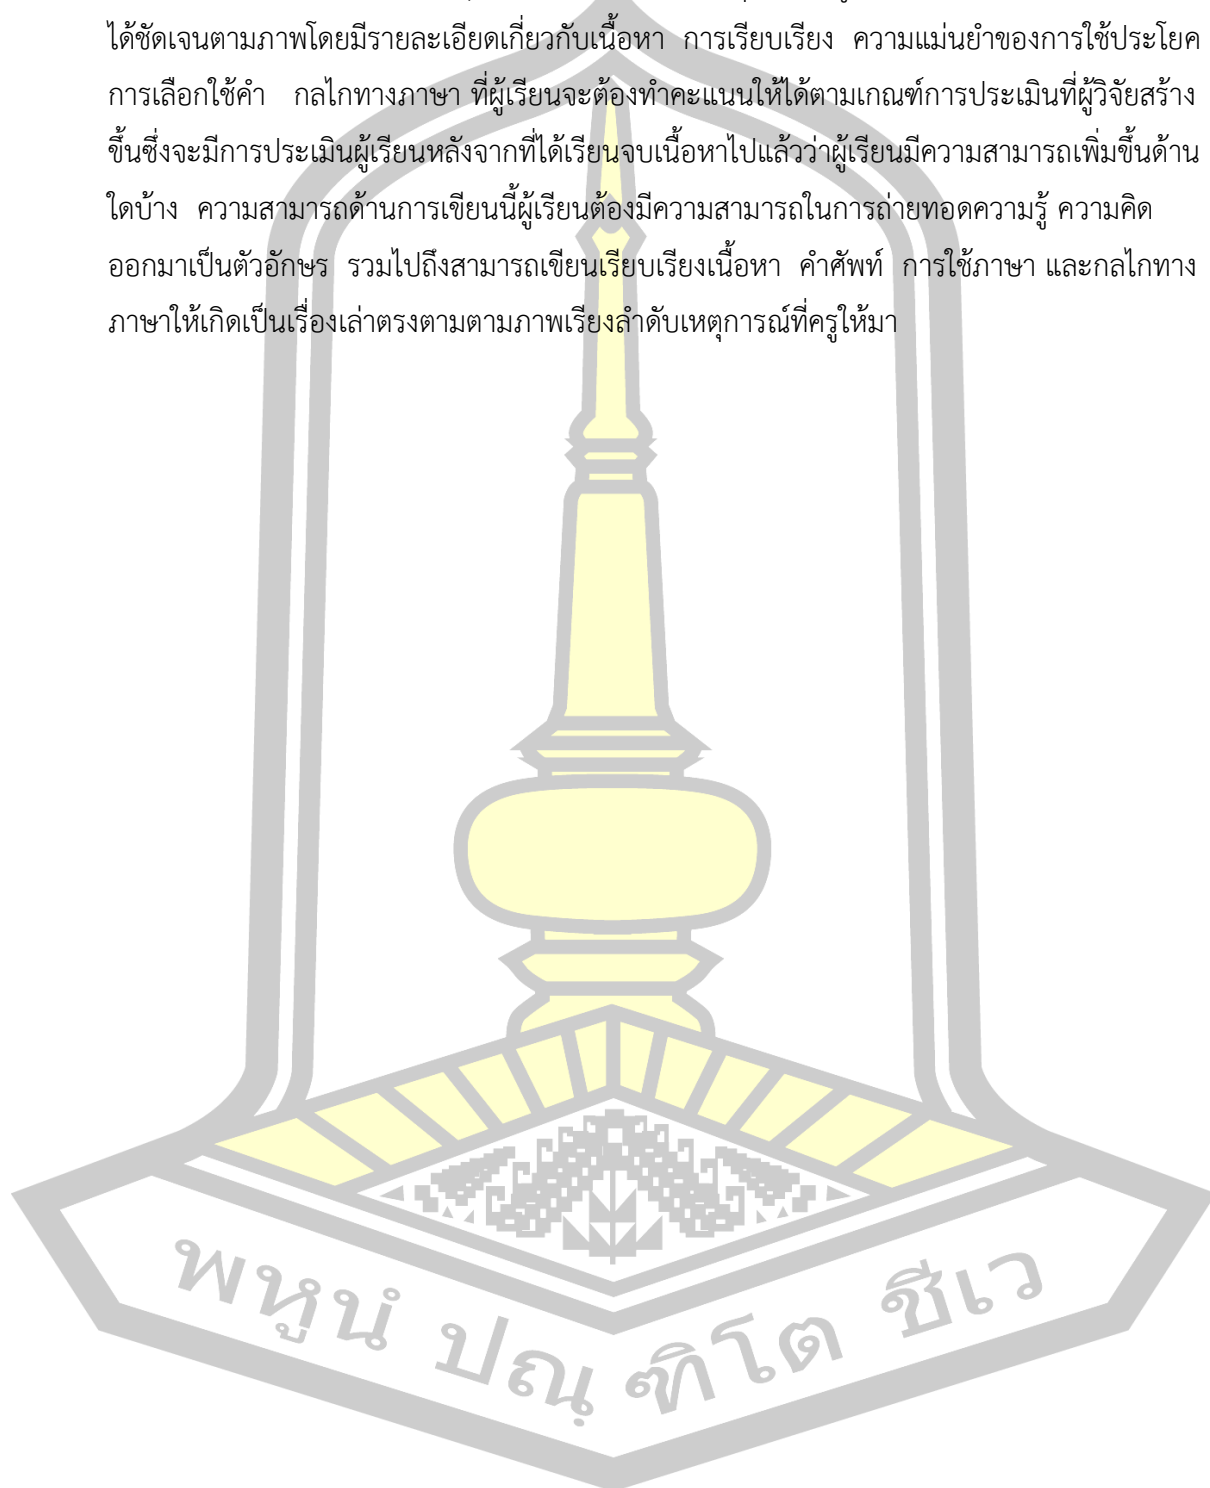 ได้ชัดเจนตามภาพโดยมีรายละเอียดเกี่ยวกับเนื้อหา การเรียบเรียง ความแม่นยำของการใช้ประโยค
การเลือกใช้คำ กลไกทางภาษา ที่ผู้เรียนจะต้องทำคะแนนให้ได้ตามเกณฑ์การประเมินที่ผู้วิจัยสร้าง
ขึ้นซึ่งจะมีการประเมินผู้เรียนหลังจากที่ได้เรียนจบเนื้อหาไปแล้วว่าผู้เรียนมีความสามารถเพิ่มขึ้นด้าน
ใดบ้าง ความสามารถด้านการเขียนนี้ผู้เรียนต้องมีความสามารถในการถ่ายทอดความรู้ ความคิด
ออกมาเป็นตัวอักษร รวมไปถึงสามารถเขียนเรียบเรียงเนื้อหา คำศัพท์ การใช้ภาษา และกลไกทาง
ภาษาให้เกิดเป็นเรื่องเล่าตรงตามตามภาพเรียงลำดับเหตุการณ์ที่ครูให้มา
พหูนํ ปณฺฑิโต ชีเว